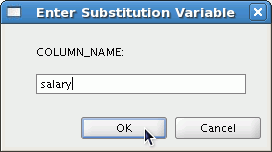 Enter Substitution Variable
COLUMN_NAME:
salary
OK
Cancel